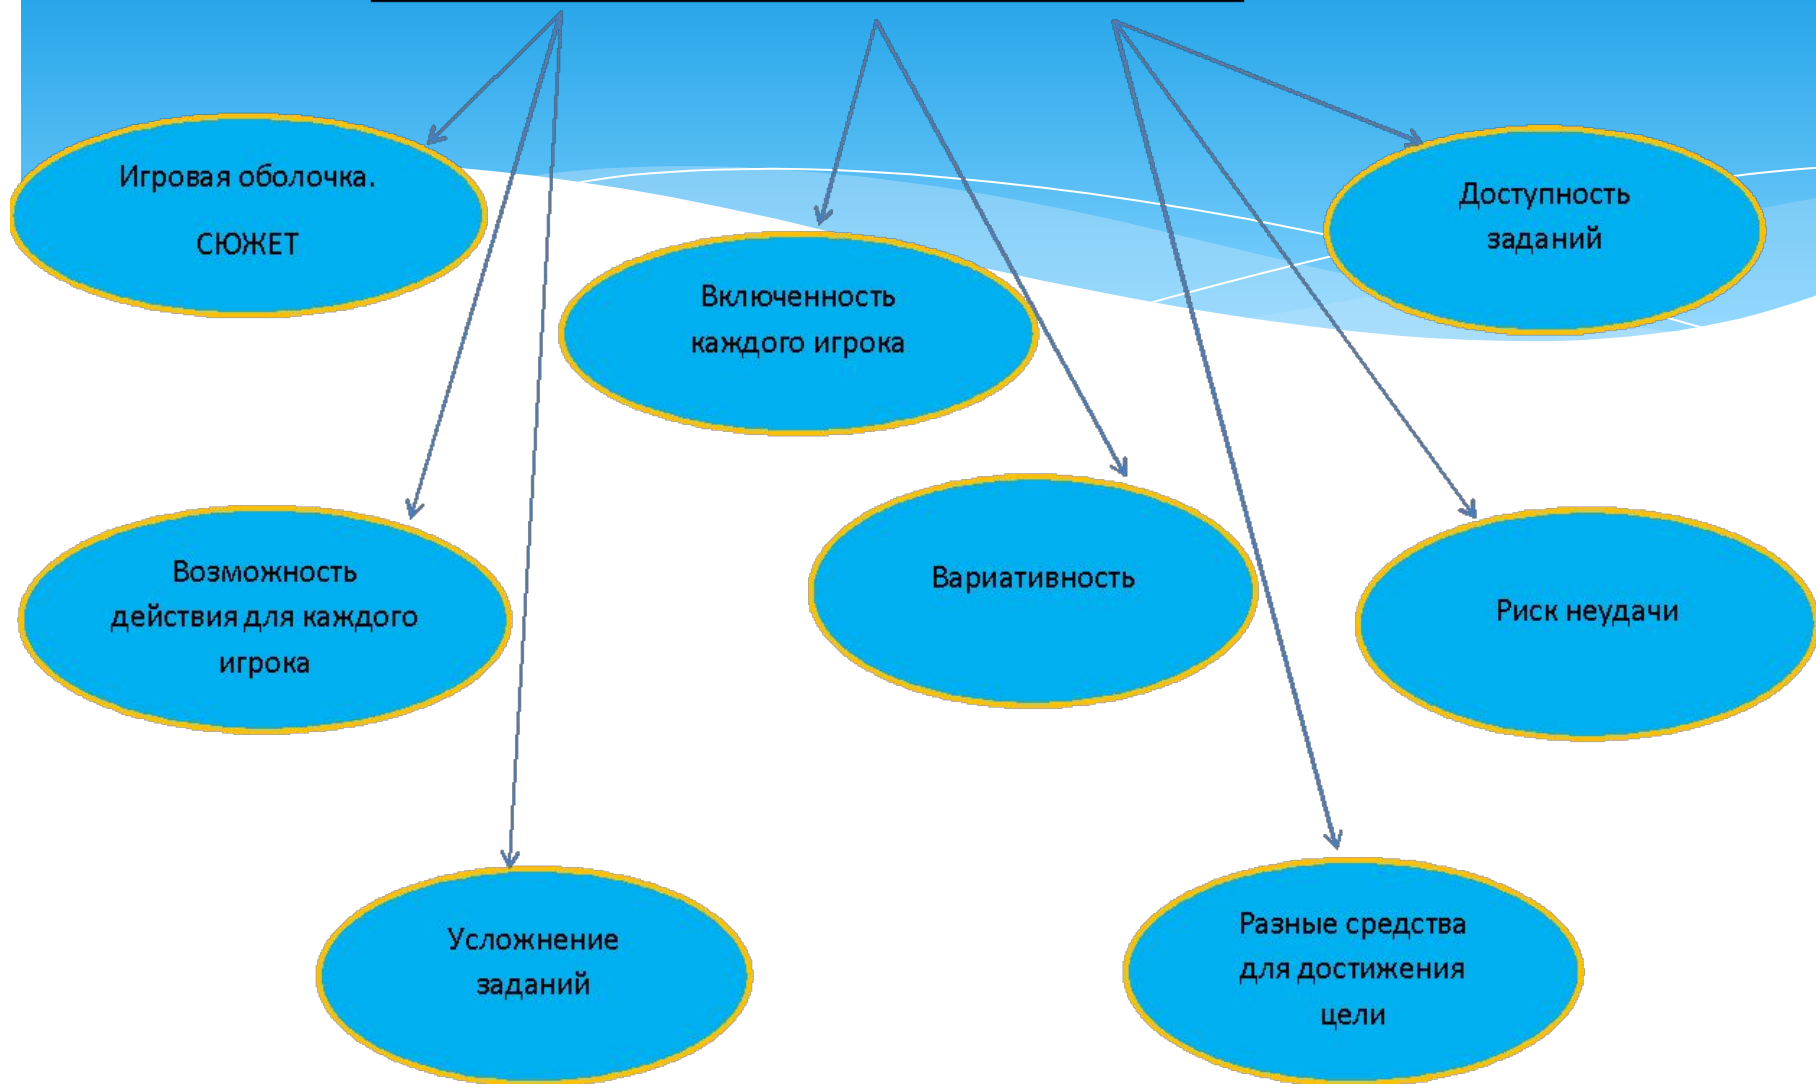 Игровая оболочка.
СЮЖЕТ
Доступность
заданий
Включенность
каждого игрока
Возможность
действия для каждого
игрока
Вариативность
Риск неудачи
Усложнение
заданий
Разные средства
для достижения
цели